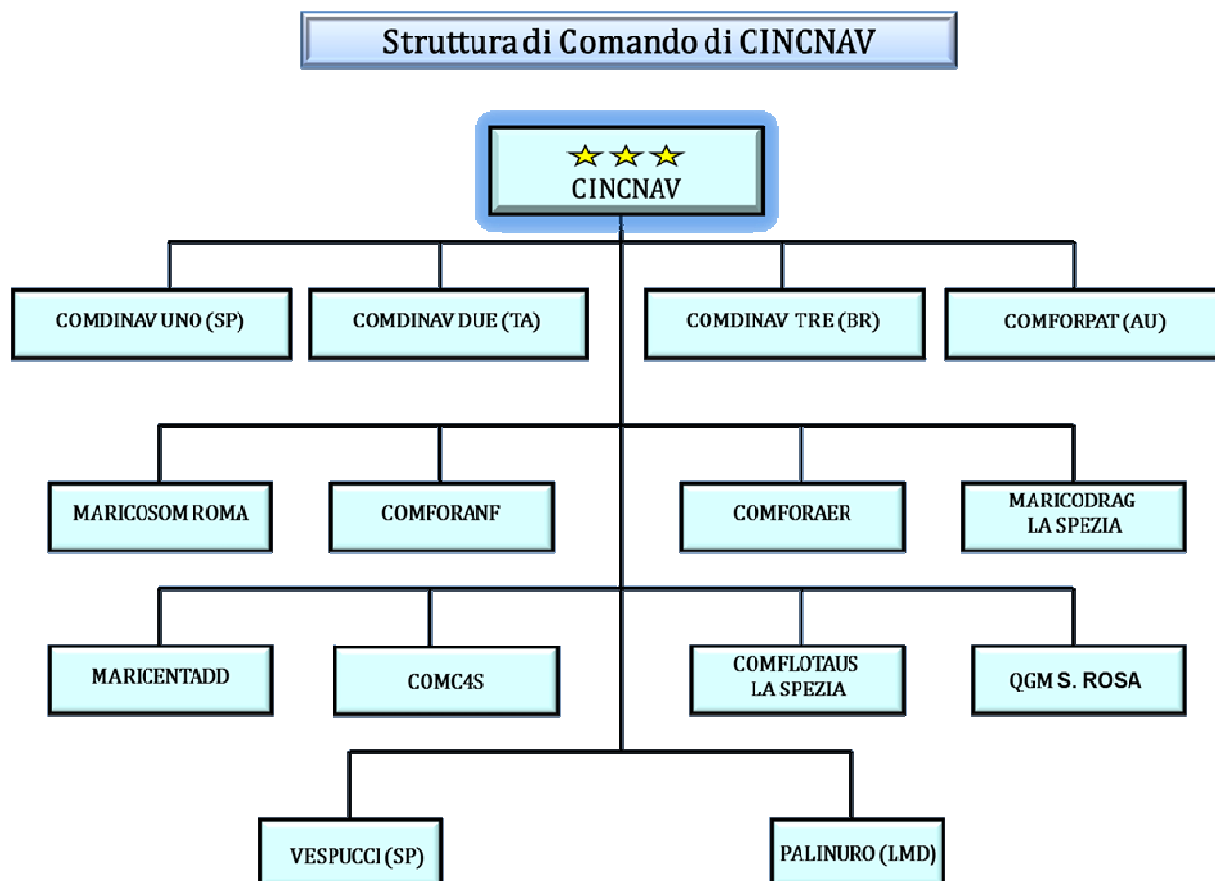 Struttura di Comando di CINCNAV
CINCNAV
COMDINAV UNO (SP)
COMDINAV DUE (TA)
COMDINAV TRE (BR)
COMFORPAT (AU)
MARICOSOM ROMA
COMFORANF
COMFORAER
MARICODRAG
LA SPEZIA
MARICENTADD
COMC4S
COMFLOTAUS
LA SPEZIA
QGM S. ROSA
VESPUCCI (SP)
PALINURO (LMD)